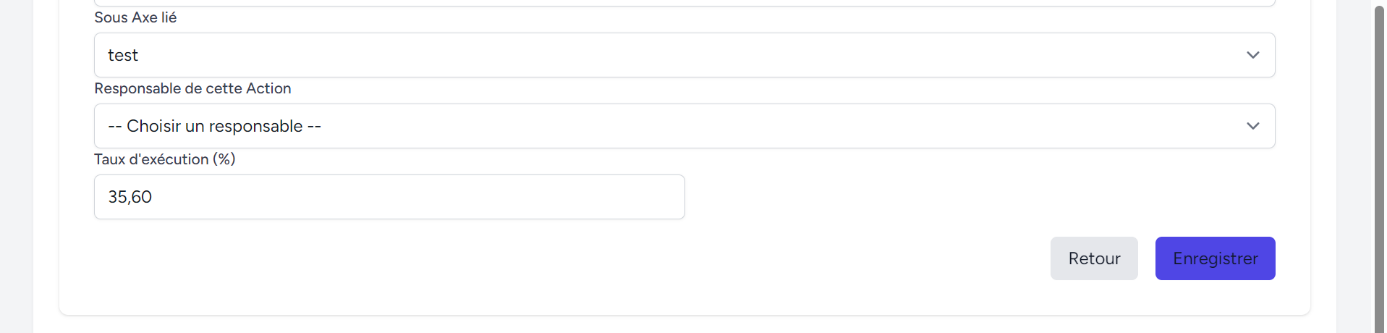 Sous Axe lié
test
Responsable de cette Action
-- Choisir un responsable --
Taux d'exécution (%)
35,60
Retour Enregistrer